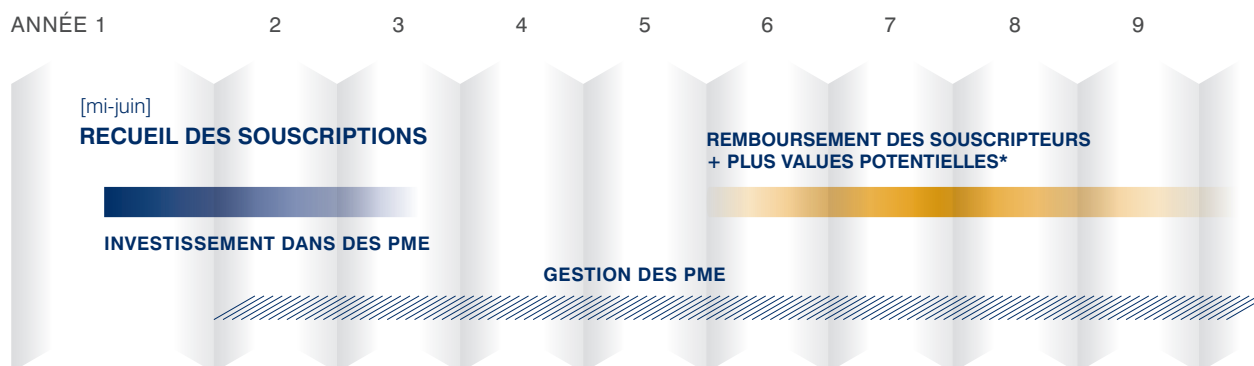 ANNÉE 1 2 3 4 5 6 7 8 9
[mi-juin]
RECUEIL DES SOUSCRIPTIONS
REMBOURSEMENT DES SOUSCRIPTEURS
+ PLUS VALUES POTENTIELLES*
INVESTISSEMENT DANS DES PME
GESTION DES PME